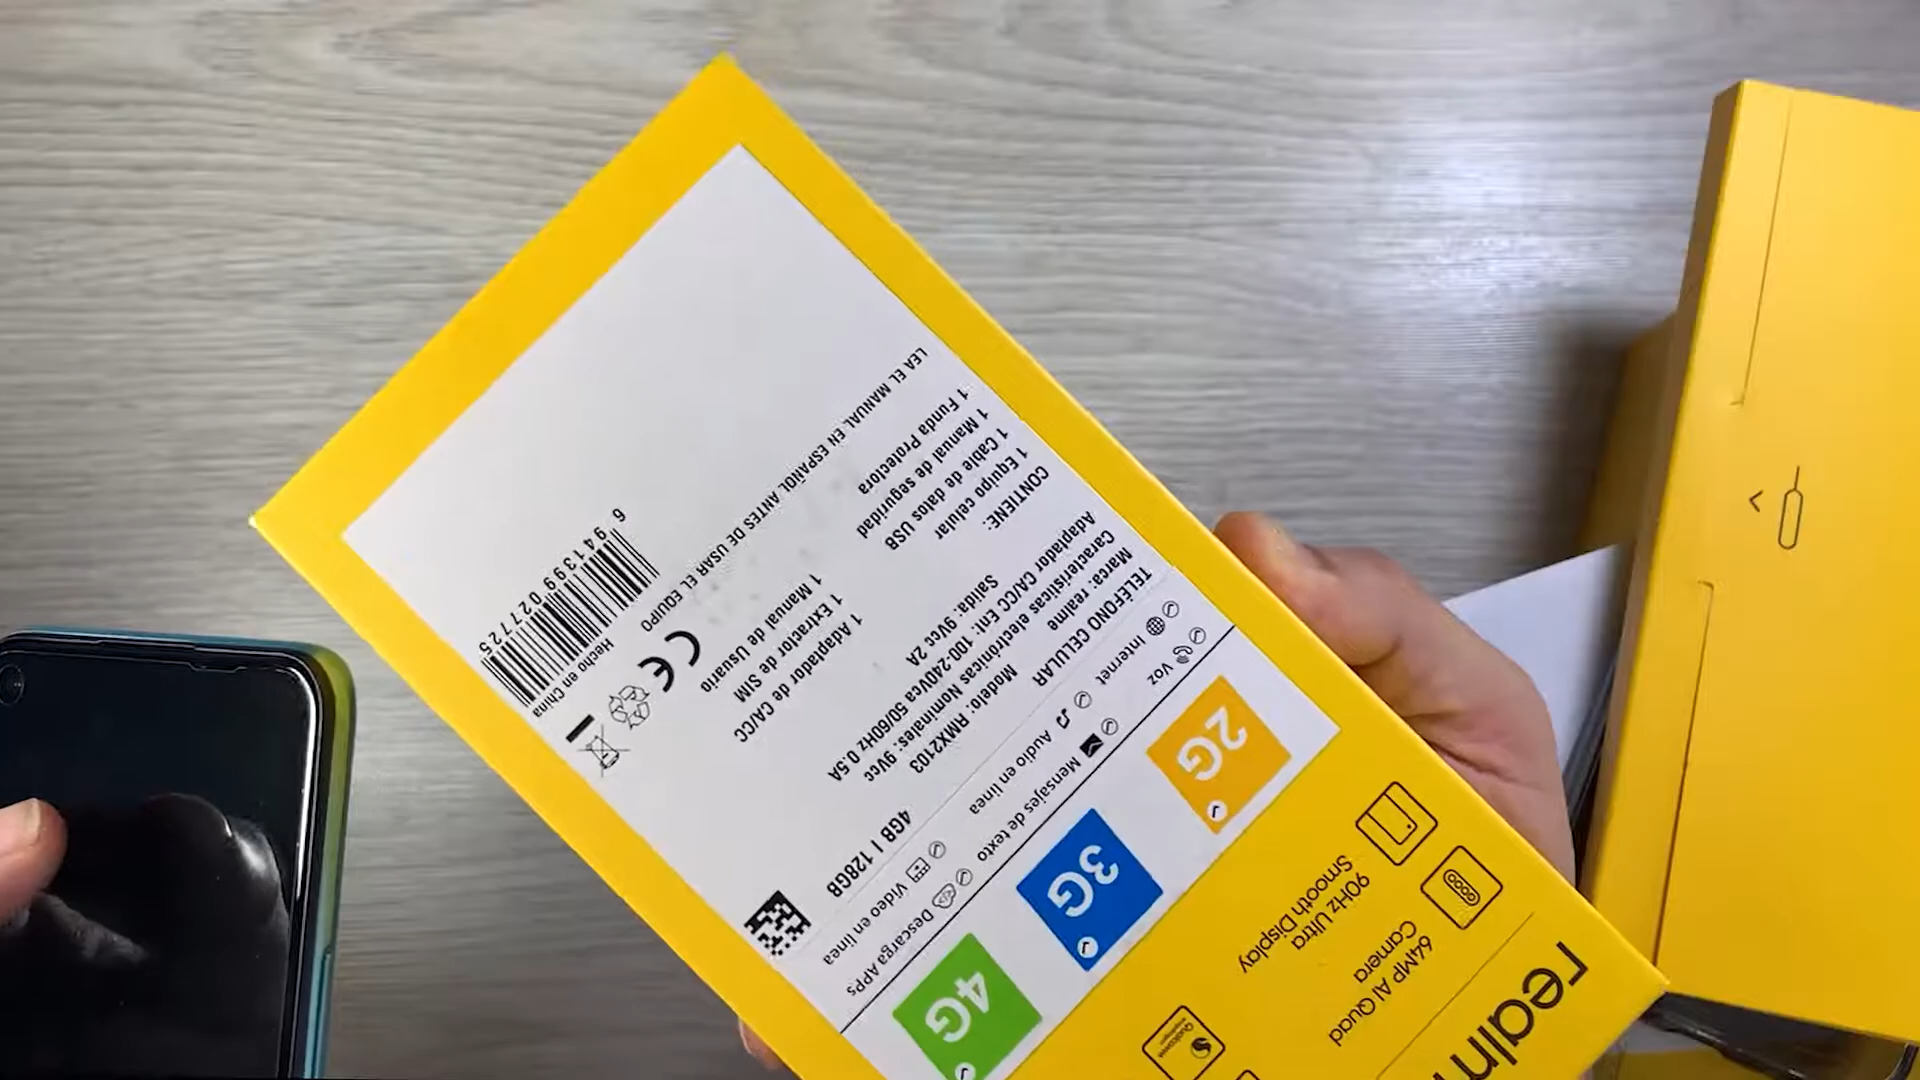 realm
64MP AI Quad
Camera
90Hz Ultra
Smooth Display
Qualcomm
2G
3G
4G
Voz
Mensajes de texto
Descarga APPs
Internet
Audio en línea
Video en línea
TELÉFONO CELULAR
Marca: realme
Modelo: RMX2103
4GB | 128GB
Características electrónicas Nominales: 9Vcc
Adaptador CA/CC Ent: 100-240Vca 50/60Hz 0.5A
Salida: 9Vcc 2A
CONTIENE:
1 Equipo celular
1 Adaptador de CA/CC
1 Cable de datos USB
1 Extractor de SIM
1 Manual de seguridad
1 Manual de Usuario
1 Funda Protectora
LEA EL MANUAL EN ESPAÑOL ANTES DE USAR EL EQUIPO
CE
Hecho en China
6 941399 027725